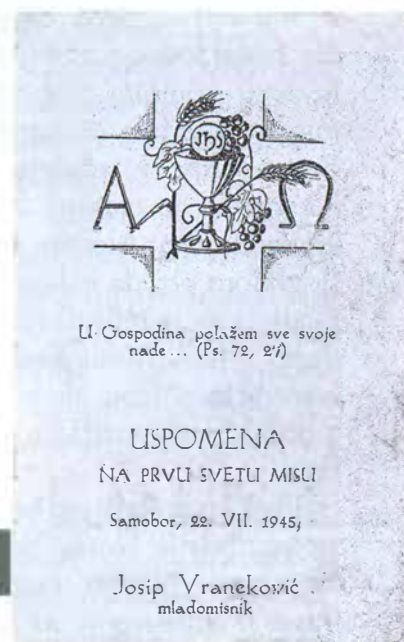 JHS
A Ω
U Gospodina polažem sve svoje
nade ... (Ps. 72, 27)
USPOMENA
NA PRVU SVETU MISU
Samobor, 22. VII. 1945.
Josip Vraneković
mladomisnik